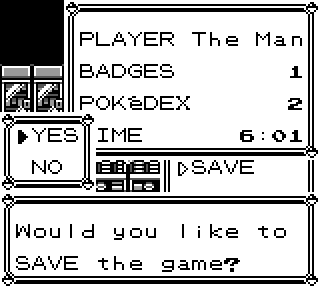 PLAYER The Man
BADGES 1
POKéDEX 2
IME 6:01
▶YES
NO
▷SAVE
Would you like to
SAVE the game?